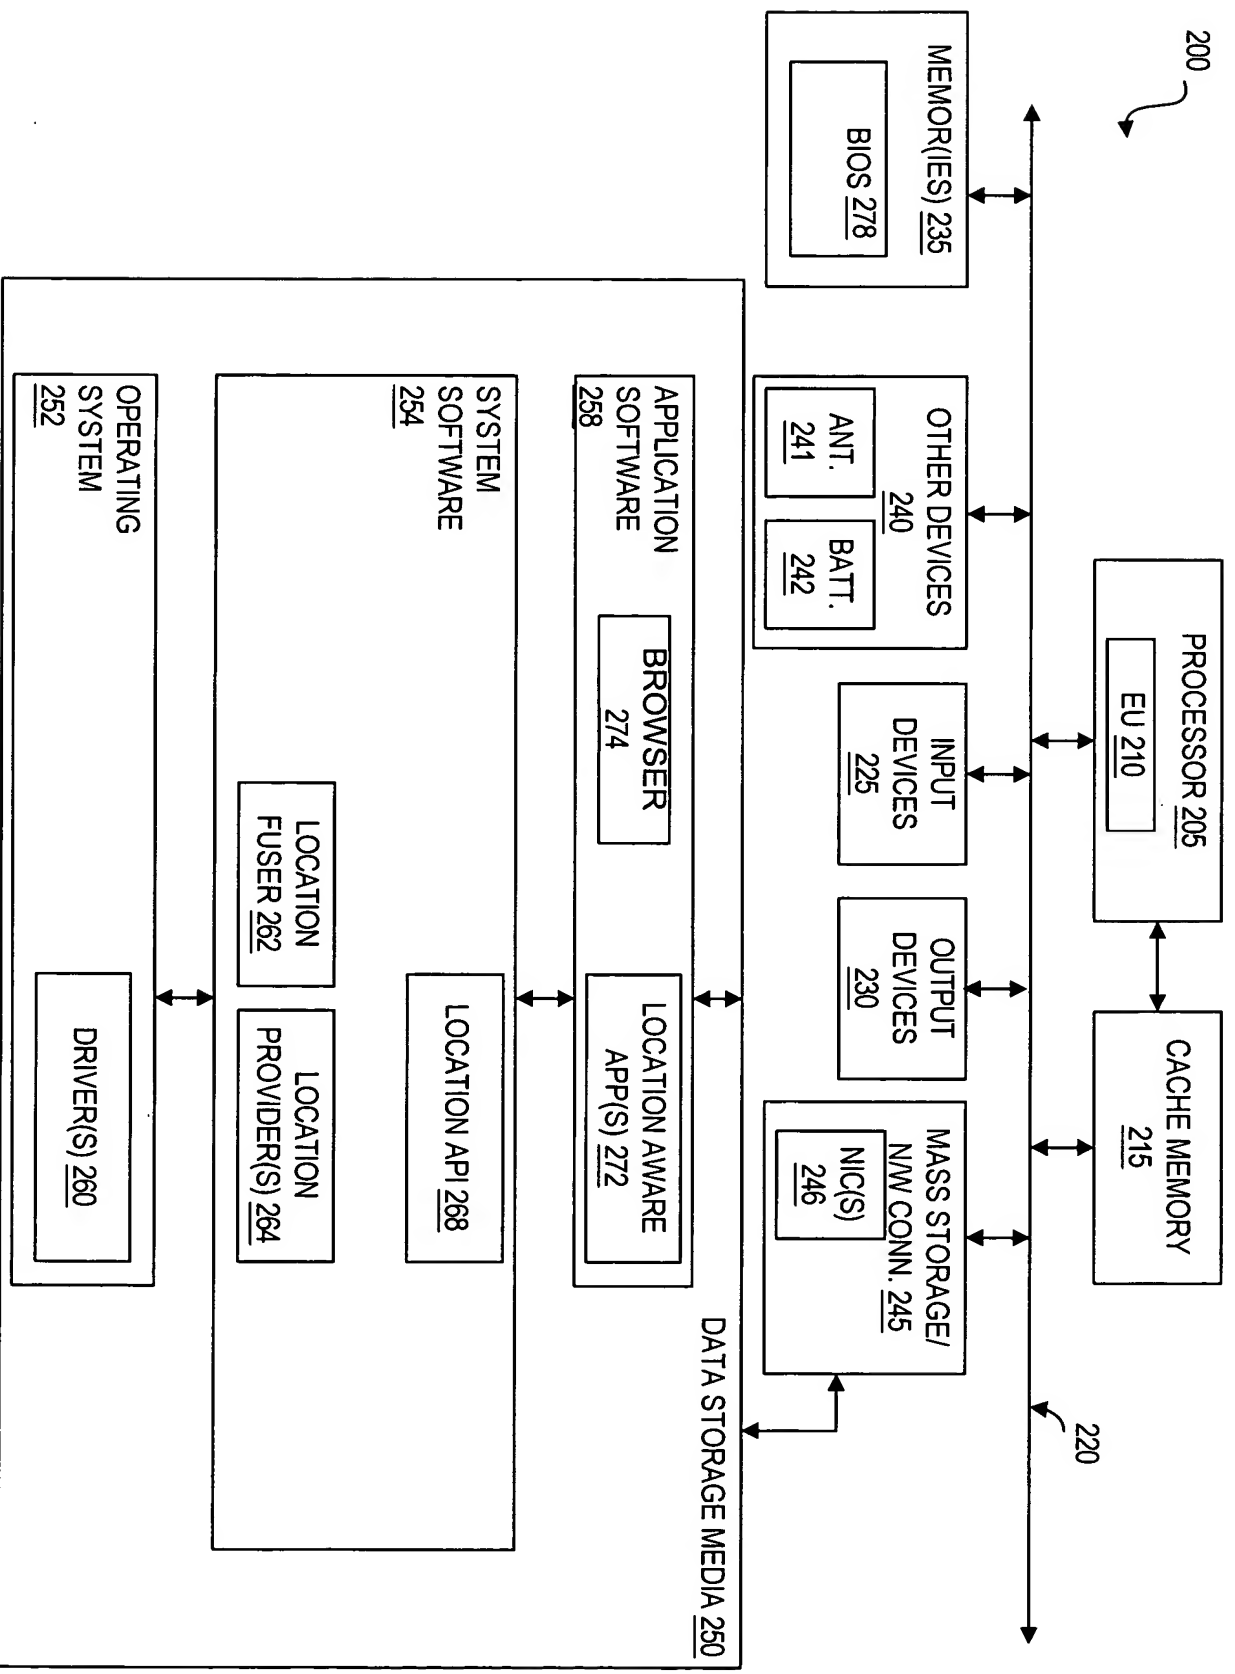 200
PROCESSOR 205
EU 210
CACHE MEMORY
215
220
MEMOR(IES) 235
BIOS 278
OTHER DEVICES
240
ANT.
241
BATT.
242
INPUT
DEVICES
225
OUTPUT
DEVICES
230
MASS STORAGE/
N/W CONN. 245
NIC(S)
246
DATA STORAGE MEDIA 250
APPLICATION
SOFTWARE
258
BROWSER
274
LOCATION AWARE
APP(S) 272
SYSTEM
SOFTWARE
254
LOCATION API 268
LOCATION
FUSER 262
LOCATION
PROVIDER(S) 264
OPERATING
SYSTEM
252
DRIVER(S) 260